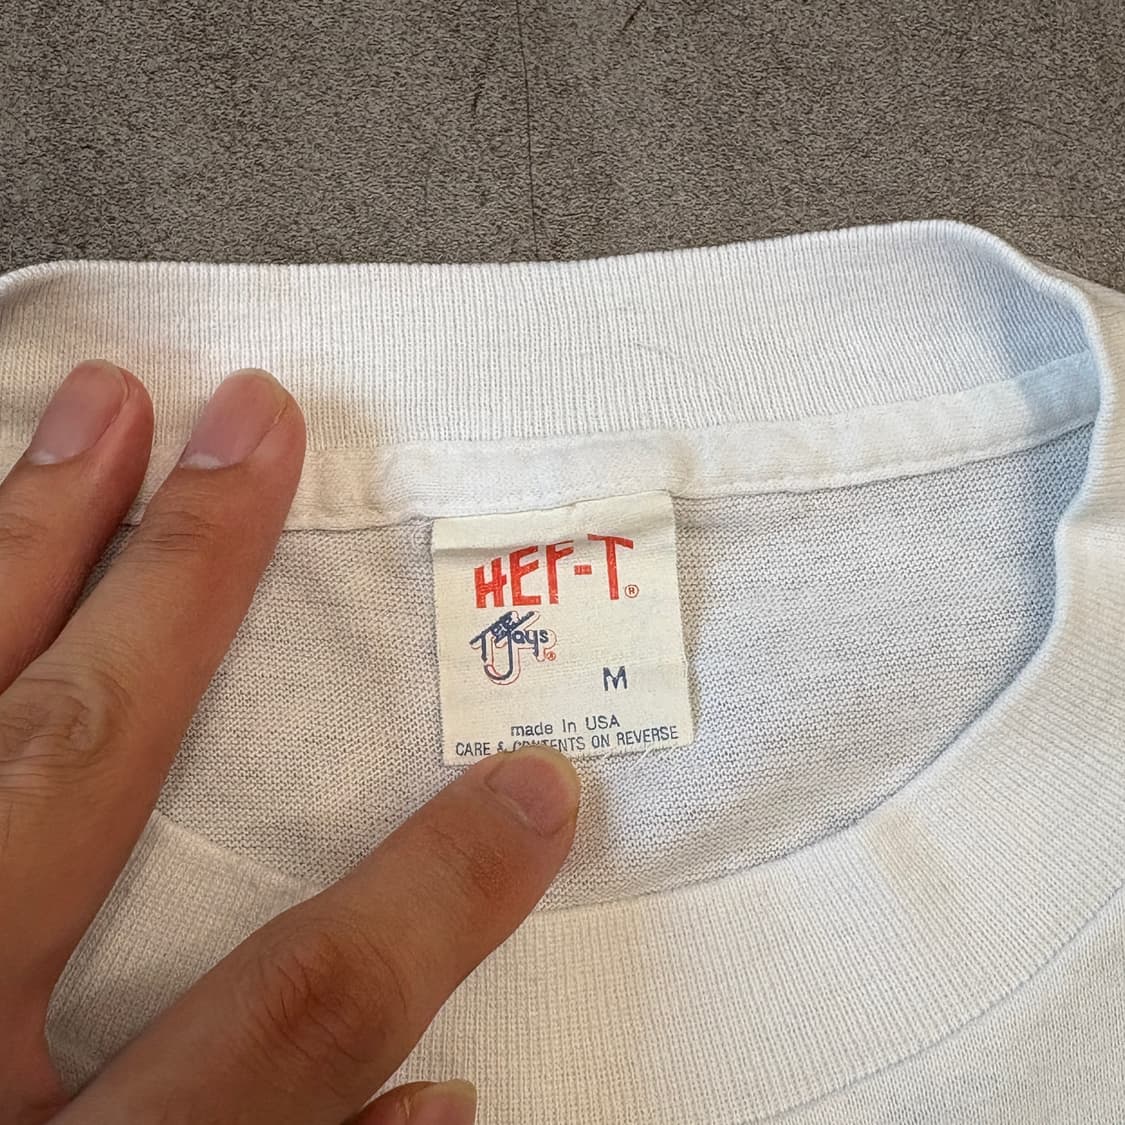 HEF-T®
TEE Jays®
M
made in USA
CARE & CONTENTS ON REVERSE